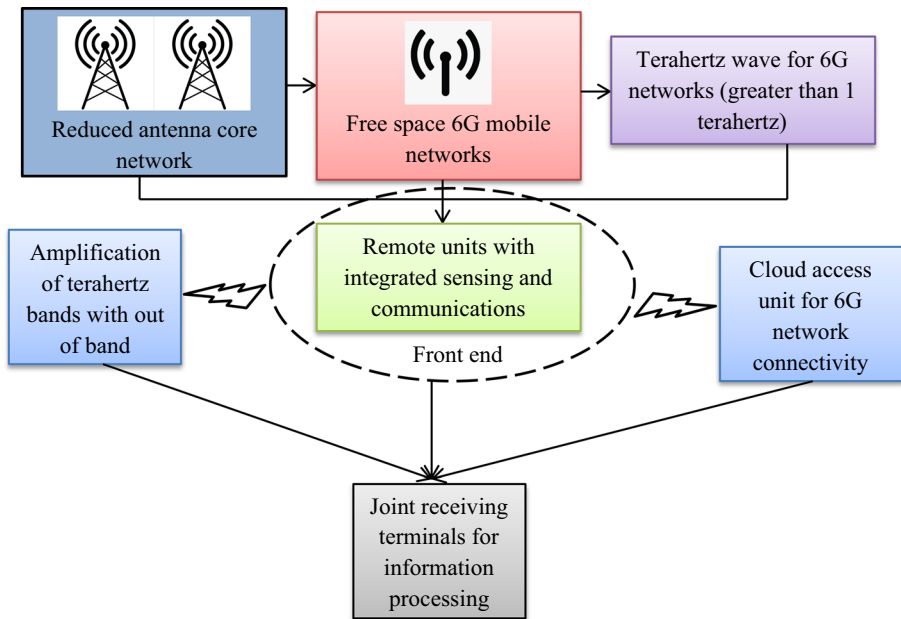 Reduced antenna core
network
Free space 6G mobile
networks
Terahertz wave for 6G
networks (greater than 1
terahertz)
Amplification
of terahertz
bands with out
of band
Remote units with
integrated sensing and
communications
Front end
Cloud access
unit for 6G
network
connectivity
Joint receiving
terminals for
information
processing